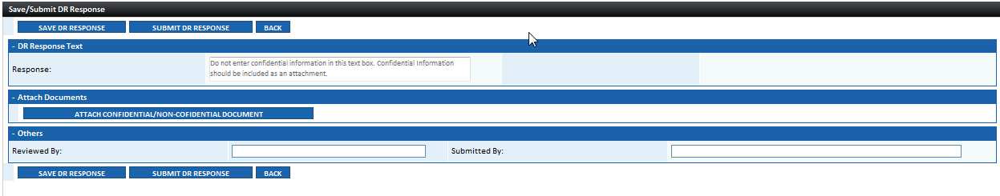 Save/Submit DR Response
SAVE DR RESPONSE SUBMIT DR RESPONSE BACK
- DR Response Text
Response: Do not enter confidential information in this text box. Confidential Information
should be included as an attachment.
- Attach Documents
ATTACH CONFIDENTIAL/NON-COFIDENTIAL DOCUMENT
- Others
Reviewed By: Submitted By:
SAVE DR RESPONSE SUBMIT DR RESPONSE BACK